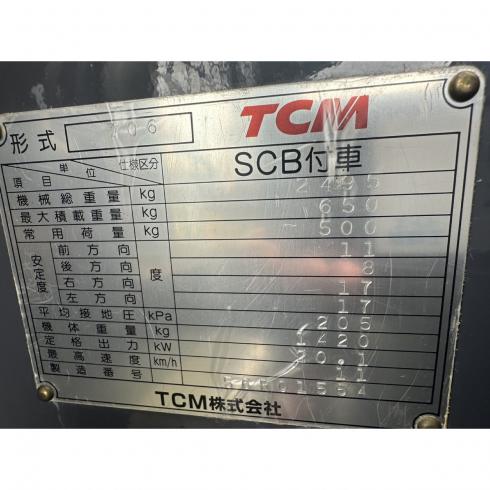 TCM
形式 606
項目 単位 仕様区分 SCB付車
機械総重量 kg 2495
最大積載重量 kg 650
常用荷重 kg 500
安定度 前方向 度 11
後方向 8
右方向 17
左方向 17
平均接地圧 kPa 205
機体重量 kg 1420
定格出力 kW 20.1
最高速度 km/h 11
製造番号
TCM株式会社